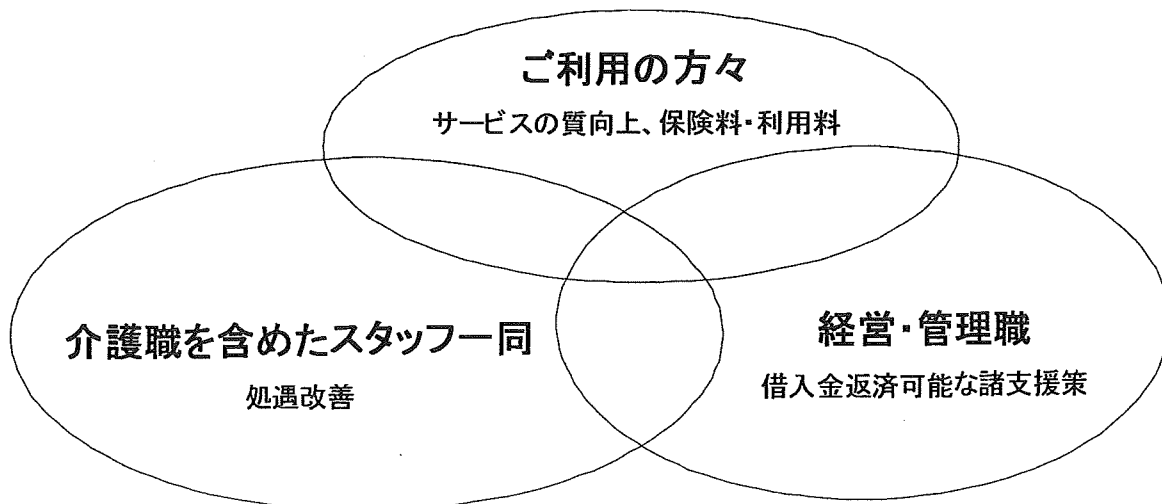 ご利用の方々
サービスの質向上、保険料・利用料
介護職を含めたスタッフ一同
処遇改善
経営・管理職
借入金返済可能な諸支援策